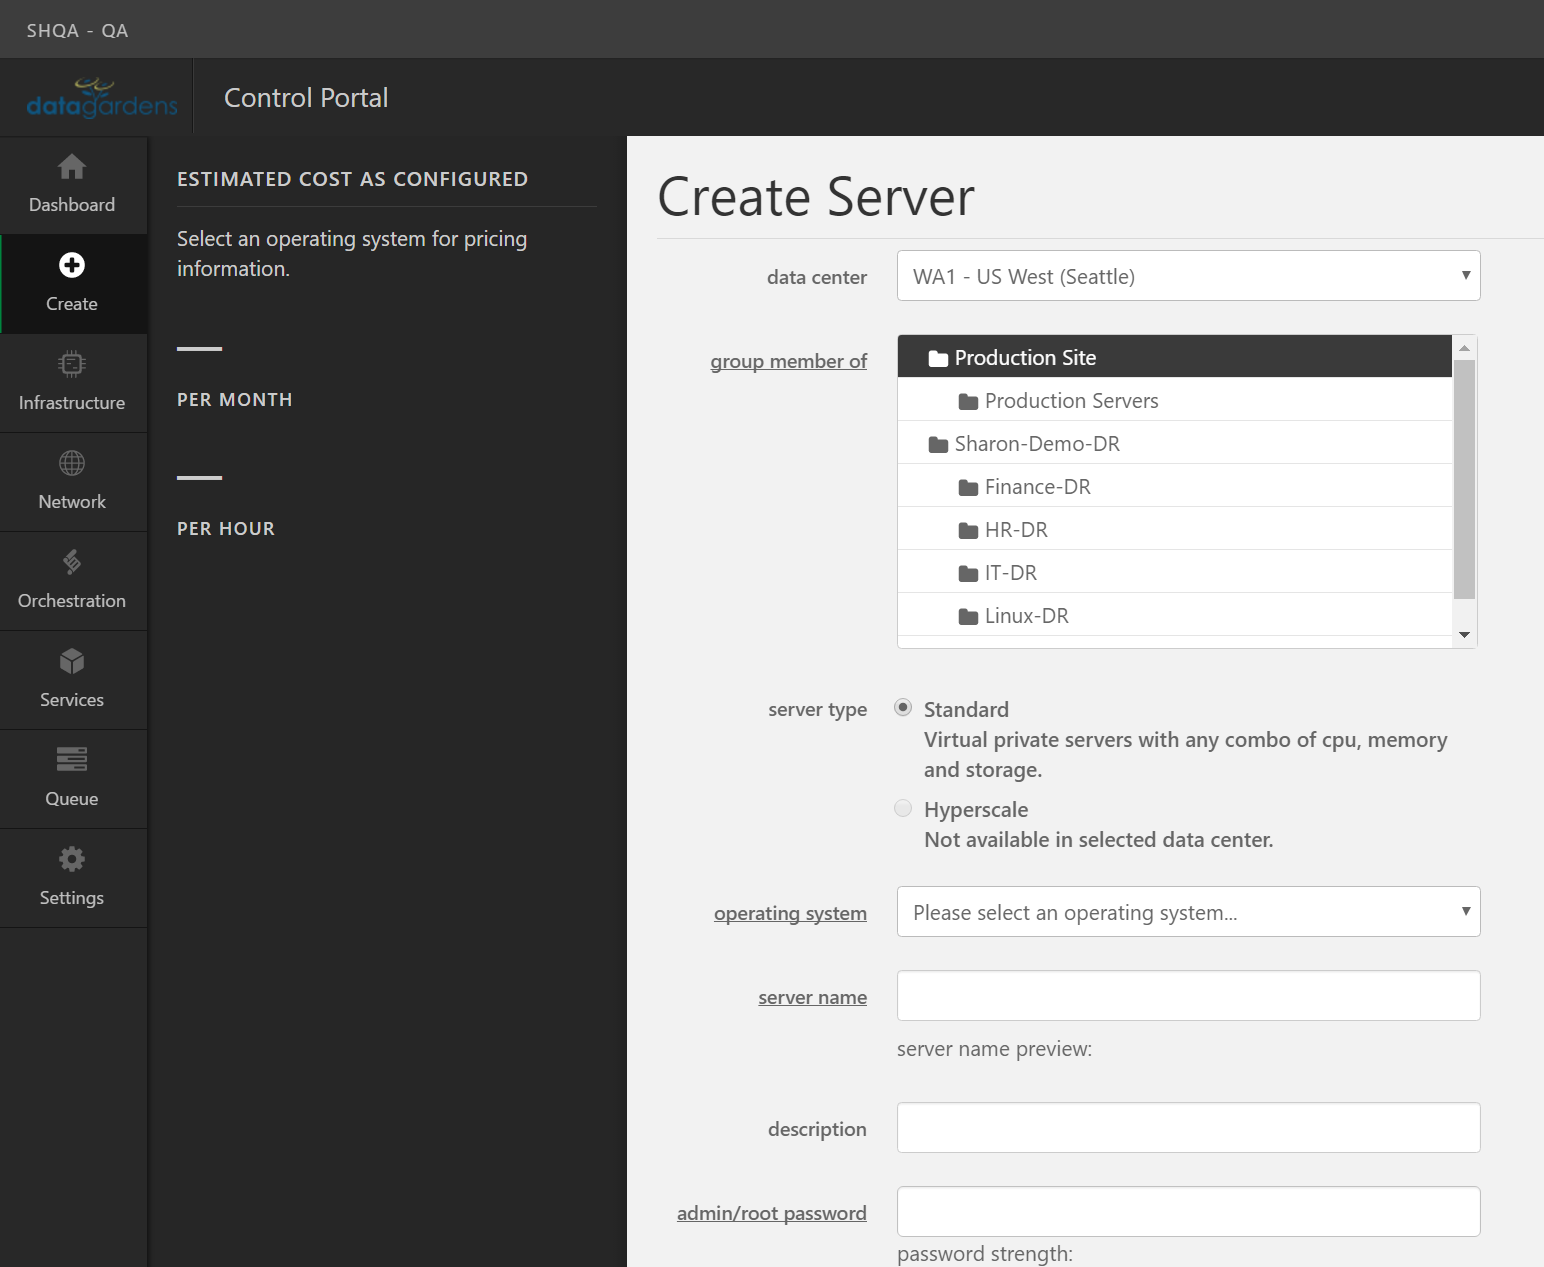 SHQA - QA
datagardens
Control Portal
Dashboard
Create
Infrastructure
Network
Orchestration
Services
Queue
Settings
ESTIMATED COST AS CONFIGURED
Select an operating system for pricing
information.
PER MONTH
PER HOUR
Create Server
data center
WA1 - US West (Seattle)
group member of
Production Site
Production Servers
Sharon-Demo-DR
Finance-DR
HR-DR
IT-DR
Linux-DR
server type
Standard
Virtual private servers with any combo of cpu, memory
and storage.
Hyperscale
Not available in selected data center.
operating system
Please select an operating system...
server name
server name preview:
description
admin/root password
password strength: